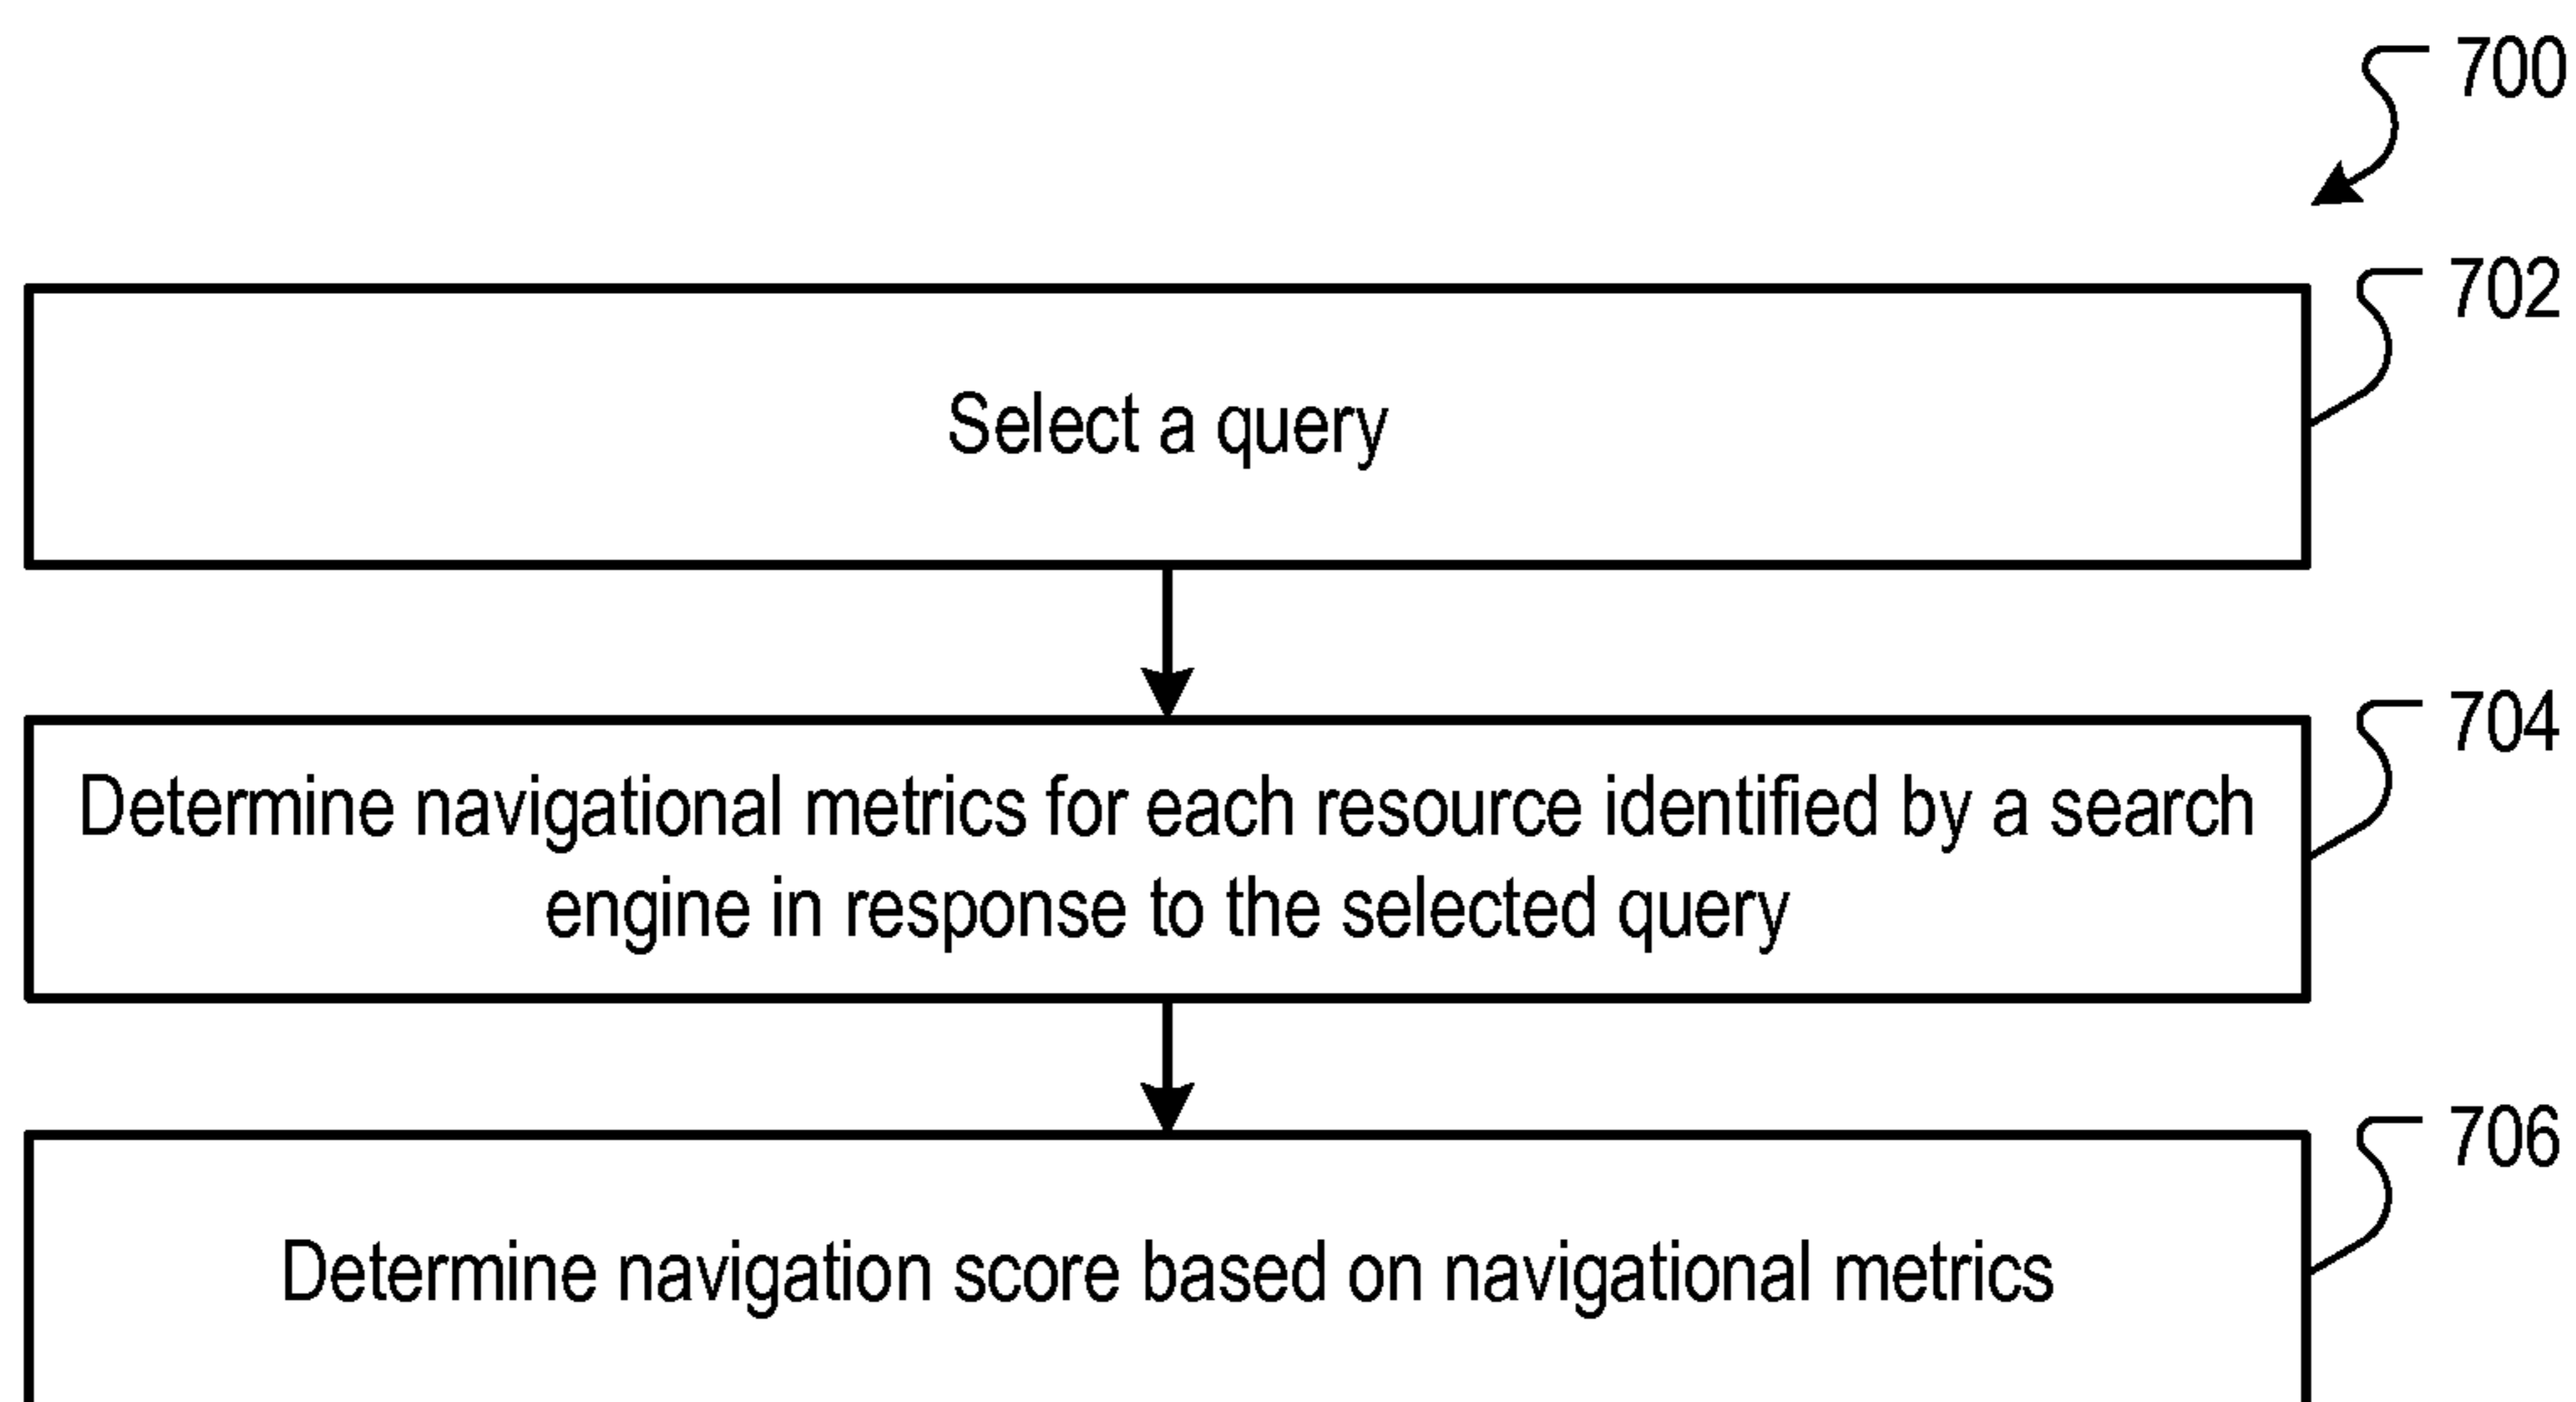 700
702
Select a query
704
Determine navigational metrics for each resource identified by a search
engine in response to the selected query
706
Determine navigation score based on navigational metrics